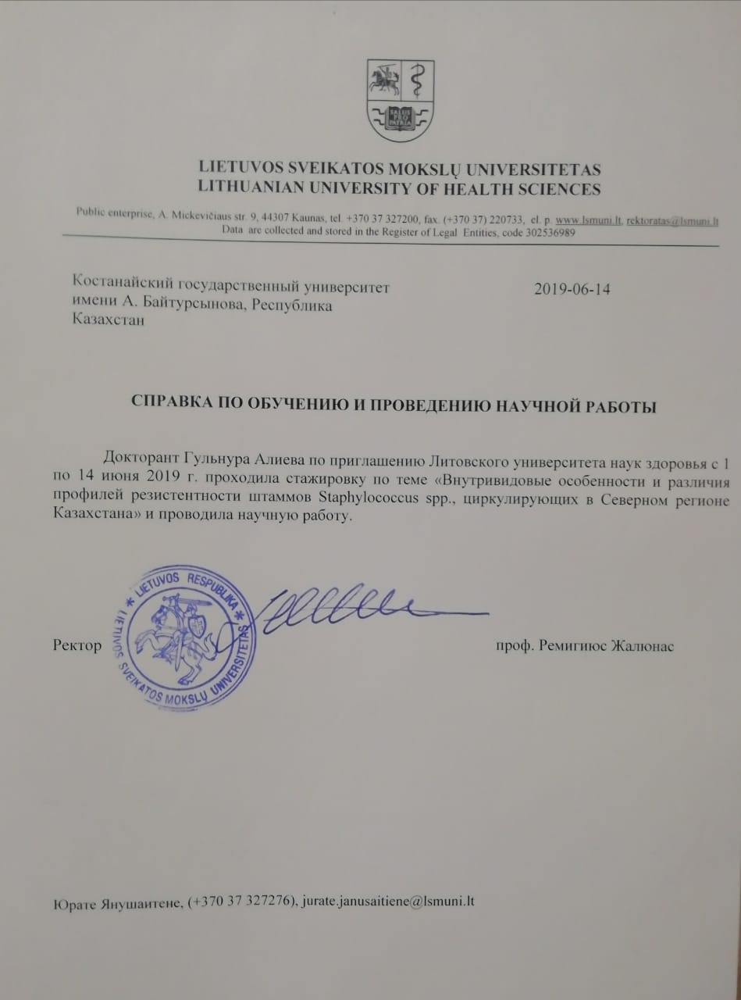 SALUS
PRO
PATRIA
LIETUVOS SVEIKATOS MOKSLŲ UNIVERSITETAS
LITHUANIAN UNIVERSITY OF HEALTH SCIENCES
Public enterprise, A. Mickevičiaus str. 9, 44307 Kaunas, tel. +370 37 327200, fax. (+370 37) 220733, el. p. www.lsmuni.lt, rektoratas@lsmuni.lt
Data are collected and stored in the Register of Legal Entities, code 302536989
Костанайский государственный университет 2019-06-14
имени А. Байтурсынова, Республика
Казахстан
СПРАВКА ПО ОБУЧЕНИЮ И ПРОВЕДЕНИЮ НАУЧНОЙ РАБОТЫ
Докторант Гульнура Алиева по приглашению Литовского университета наук здоровья с 1
по 14 июня 2019 г. проходила стажировку по теме «Внутривидовые особенности и различия
профилей резистентности штаммов Staphylococcus spp., циркулирующих в Северном регионе
Казахстана» и проводила научную работу.
* LIETUVOS RESPUBLIKA *
LIETUVOS SVEIKATOS MOKSLŲ UNIVERSITETAS
Ректор проф. Ремигиюс Жалюнас
Юрате Янушаитене, (+370 37 327276), jurate.janusaitiene@lsmuni.lt